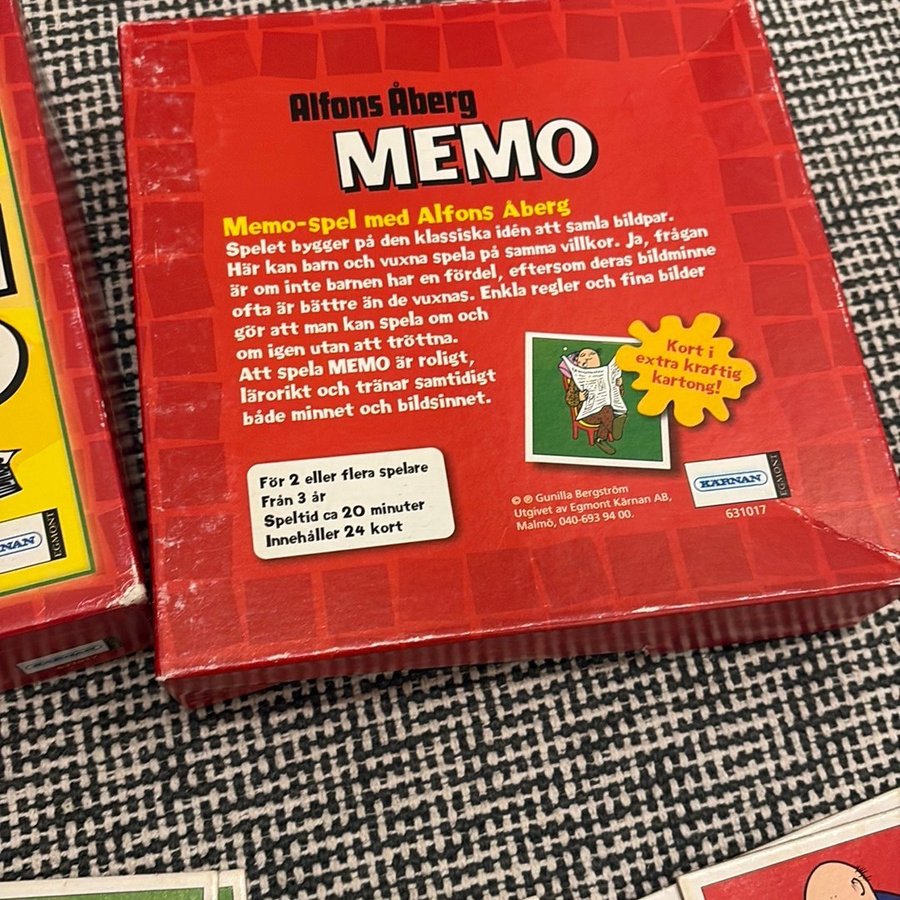 Alfons Åberg
MEMO
Memo-spel med Alfons Åberg
Spelet bygger på den klassiska idén att samla bildpar.
Här kan barn och vuxna spela på samma villkor. Ja, frågan
är om inte barnen har en fördel, eftersom deras bildminne
ofta är bättre än de vuxnas. Enkla regler och fina bilder
gör att man kan spela om och
om igen utan att tröttna.
Att spela MEMO är roligt,
lärorikt och tränar samtidigt
både minnet och bildsinnet.
Kort i
extra kraftig
kartong!
För 2 eller flera spelare
Från 3 år
Speltid ca 20 minuter
Innehåller 24 kort
© ℗ Gunilla Bergström
Utgivet av Egmont Kärnan AB,
Malmö, 040-693 94 00.
KÄRNAN
EGMONT
631017
NAN
EGMONT